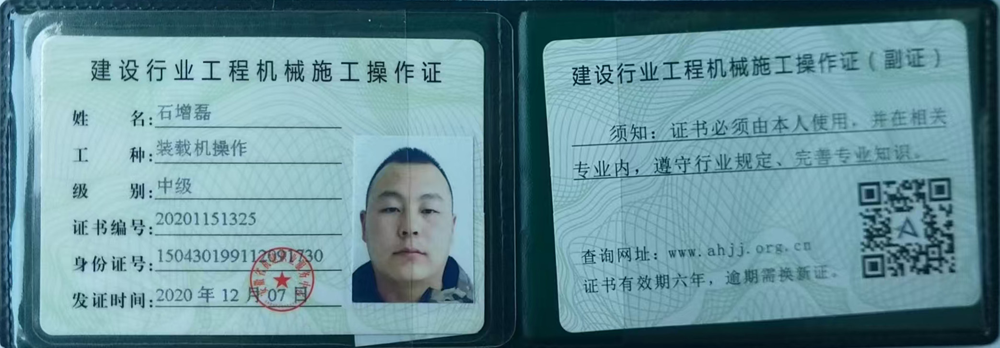 建设行业工程机械施工操作证
姓名：石增磊
工种：装载机操作
级别：中级
证书编号：20201151325
身份证号：150430199112091730
发证时间：2020 年 12 月 07 日
建设行业工程机械施工操作证（副证）
须知：证书必须由本人使用，并在相关
专业内，遵守行业规定、完善专业知识。
查询网址：www.ahjj.org.cn
证书有效期六年，逾期需换新证。